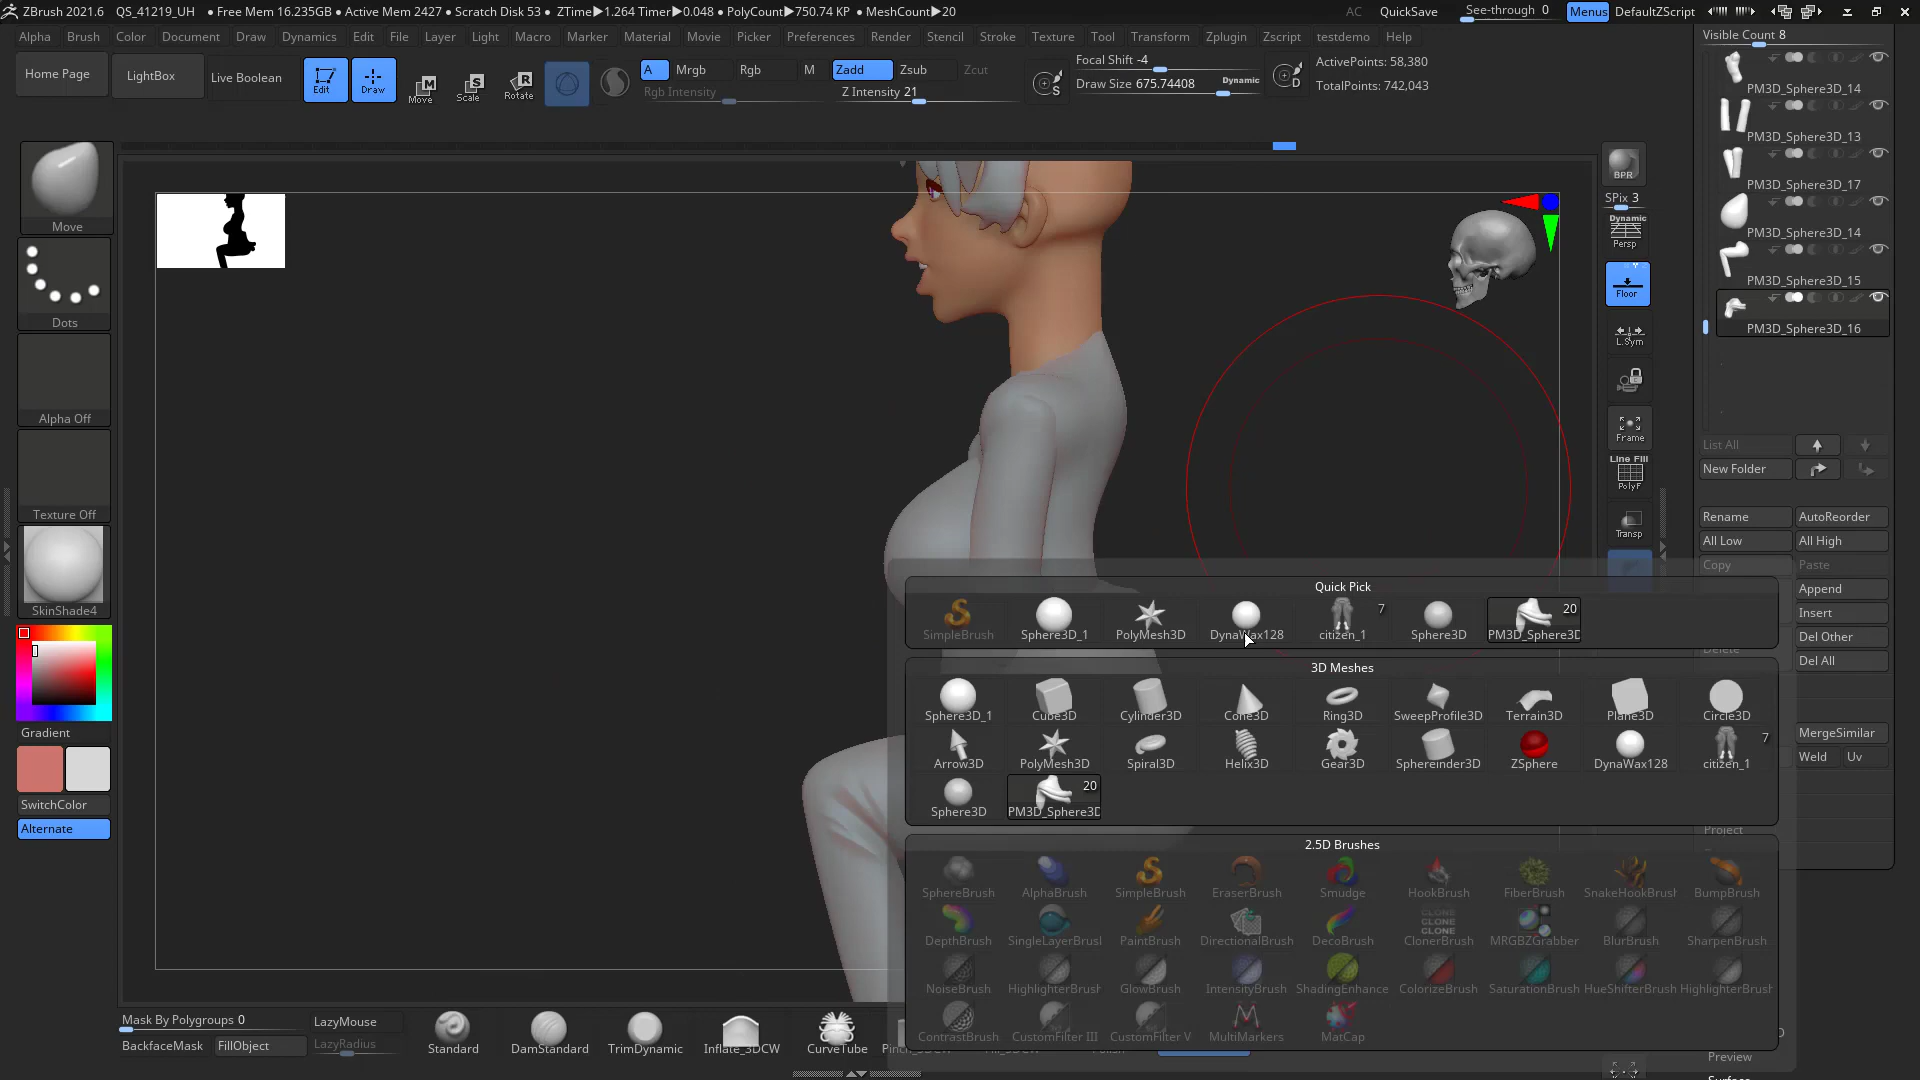 ZBrush 2021.6 QS_41219_UH ● Free Mem 16.235GB ● Active Mem 2427 ● Scratch Disk 53 ● ZTime▶1.264 Timer▶0.048 ● PolyCount▶750.74 KP ● MeshCount▶20
AC QuickSave See-through 0 Menus DefaultZScript
Alpha Brush Color Document Draw Dynamics Edit File Layer Light Macro Marker Material Movie Picker Preferences Render Stencil Stroke Texture Tool Transform Zplugin Zscript testdemo Help
Home Page LightBox Live Boolean Edit Draw Move Scale Rotate
A Mrgb Rgb M Zadd Zsub Zcut
Rgb Intensity Z Intensity 21
Focal Shift -4
Draw Size 675.74408 Dynamic
S D
ActivePoints: 58,380
TotalPoints: 742,043
Move
Dots
Alpha Off
Texture Off
SkinShade4
Gradient
SwitchColor
Alternate
BPR
SPix 3
Dynamic
Persp
Floor
L.Sym
Frame
Line Fill
PolyF
Transp
Visible Count 8
PM3D_Sphere3D_14
PM3D_Sphere3D_13
PM3D_Sphere3D_17
PM3D_Sphere3D_14
PM3D_Sphere3D_15
PM3D_Sphere3D_16
List All
New Folder
Rename AutoReorder
All Low All High
Copy Paste
Append
Insert
Del Other
Del All
MergeSimilar
Weld Uv
Project
Preview
Quick Pick
SimpleBrush Sphere3D_1 PolyMesh3D DynaWax128 citizen_1 7 Sphere3D PM3D_Sphere3D 20
3D Meshes
Sphere3D_1 Cube3D Cylinder3D Cone3D Ring3D SweepProfile3D Terrain3D Plane3D Circle3D
Arrow3D PolyMesh3D Spiral3D Helix3D Gear3D Sphereinder3D ZSphere DynaWax128 citizen_1 7
Sphere3D PM3D_Sphere3D 20
2.5D Brushes
SphereBrush AlphaBrush SimpleBrush EraserBrush Smudge HookBrush FiberBrush SnakeHookBrush BumpBrush
CLONE
CLONE
CLONE
DepthBrush SingleLayerBrush PaintBrush DirectionalBrush DecoBrush ClonerBrush MRGBZGrabber BlurBrush SharpenBrush
NoiseBrush HighlighterBrush GlowBrush IntensityBrush ShadingEnhance ColorizeBrush SaturationBrush HueShifterBrush HighlighterBrush
ContrastBrush CustomFilter III CustomFilter V MultiMarkers MatCap
Mask By Polygroups 0 LazyMouse
BackfaceMask FillObject LazyRadius
Standard DamStandard TrimDynamic Inflate_3DCW CurveTube